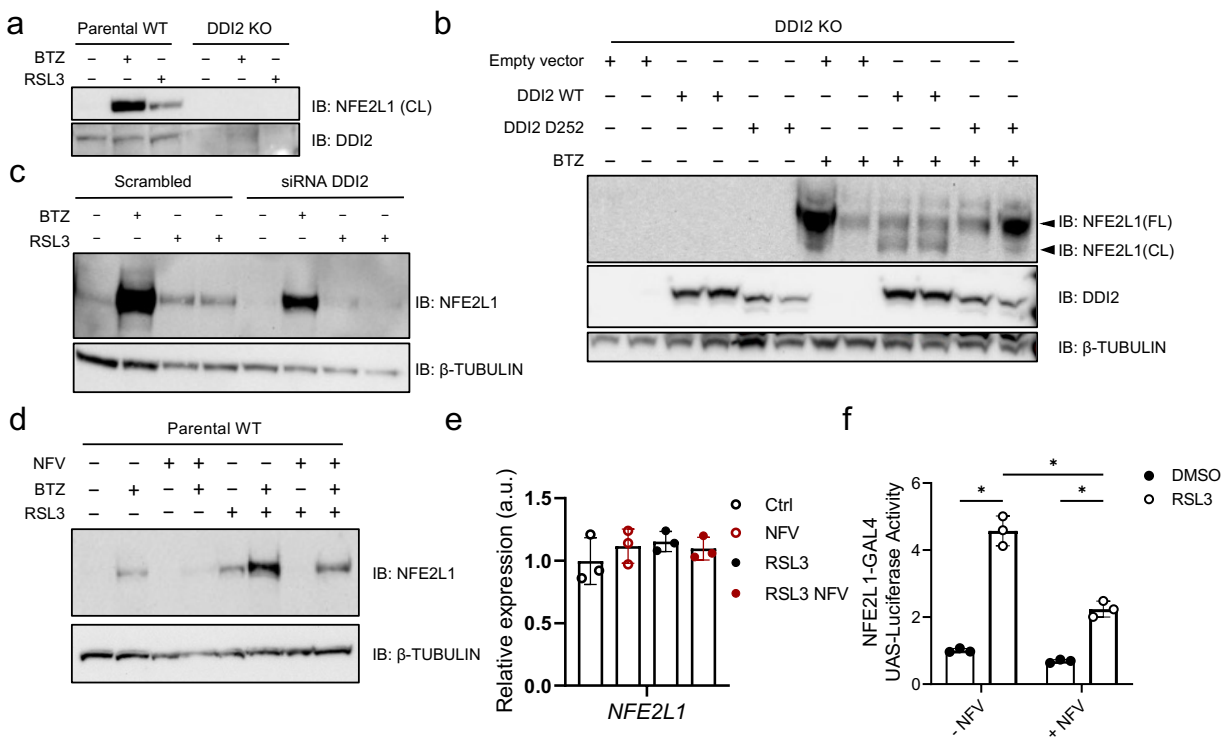 a
Parental WT DDI2 KO
BTZ – + – – + –
RSL3 – – + – – +
IB: NFE2L1 (CL)
IB: DDI2
b
DDI2 KO
Empty vector + + – – – – + + – – – –
DDI2 WT – – + + – – – – + + – –
DDI2 D252 – – – – + + – – – – + +
BTZ – – – – – – + + + + + +
IB: NFE2L1(FL)
IB: NFE2L1(CL)
IB: DDI2
IB: β-TUBULIN
c
Scrambled siRNA DDI2
BTZ – + – – – + – –
RSL3 – – + + – – + +
IB: NFE2L1
IB: β-TUBULIN
d
Parental WT
NFV – – + + – – + +
BTZ – + – + – + – +
RSL3 – – – – + + + +
IB: NFE2L1
IB: β-TUBULIN
e
Relative expression (a.u.)
1.5
1.0
0.5
0.0
NFE2L1
Ctrl
NFV
RSL3
RSL3 NFV
f
NFE2L1-GAL4
UAS-Luciferase Activity
6
4
2
0
* * *
- NFV
+ NFV
DMSO
RSL3